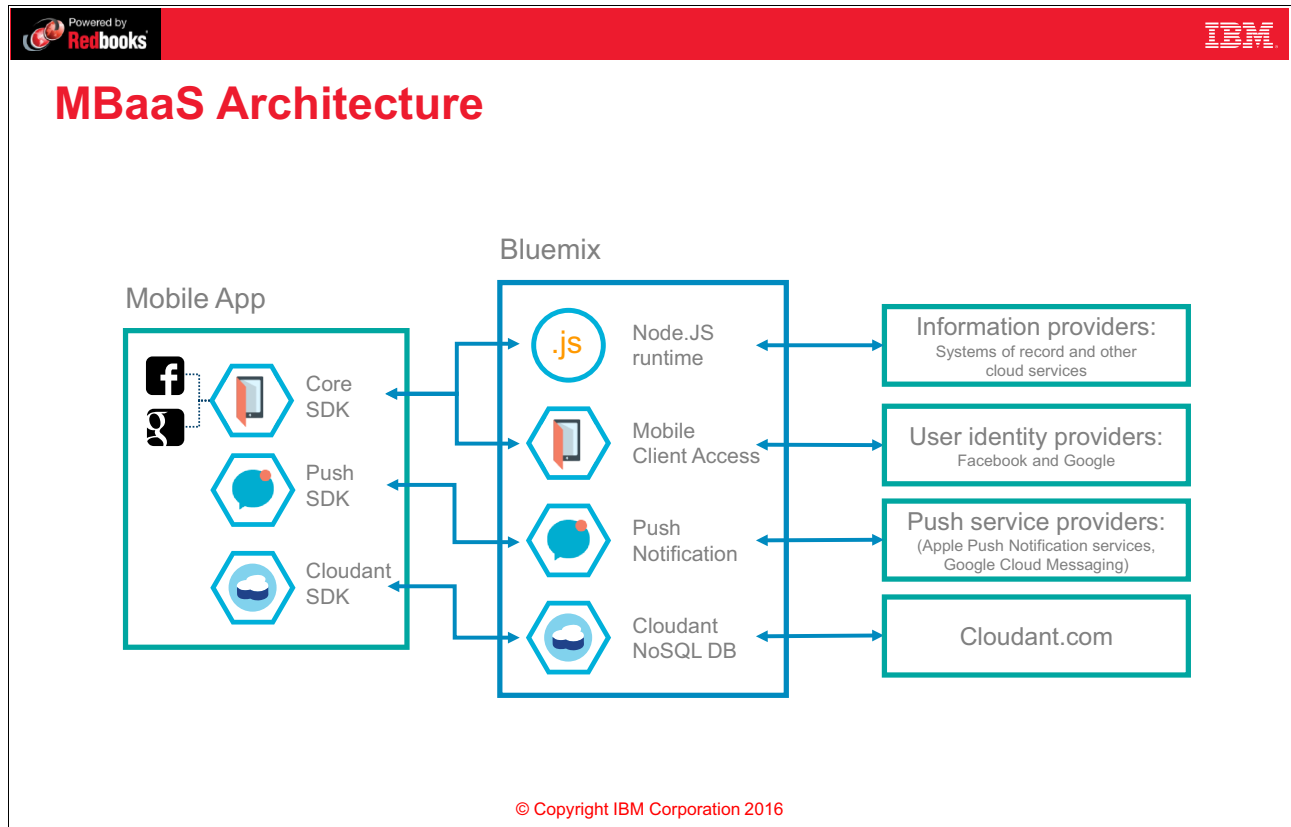 Powered by
Redbooks
IBM
MBaaS Architecture
Bluemix
Mobile App
f
g
Core
SDK
Push
SDK
Cloudant
SDK
.js
Node.JS
runtime
Mobile
Client Access
Push
Notification
Cloudant
NoSQL DB
Information providers:
Systems of record and other
cloud services
User identity providers:
Facebook and Google
Push service providers:
(Apple Push Notification services,
Google Cloud Messaging)
Cloudant.com
© Copyright IBM Corporation 2016